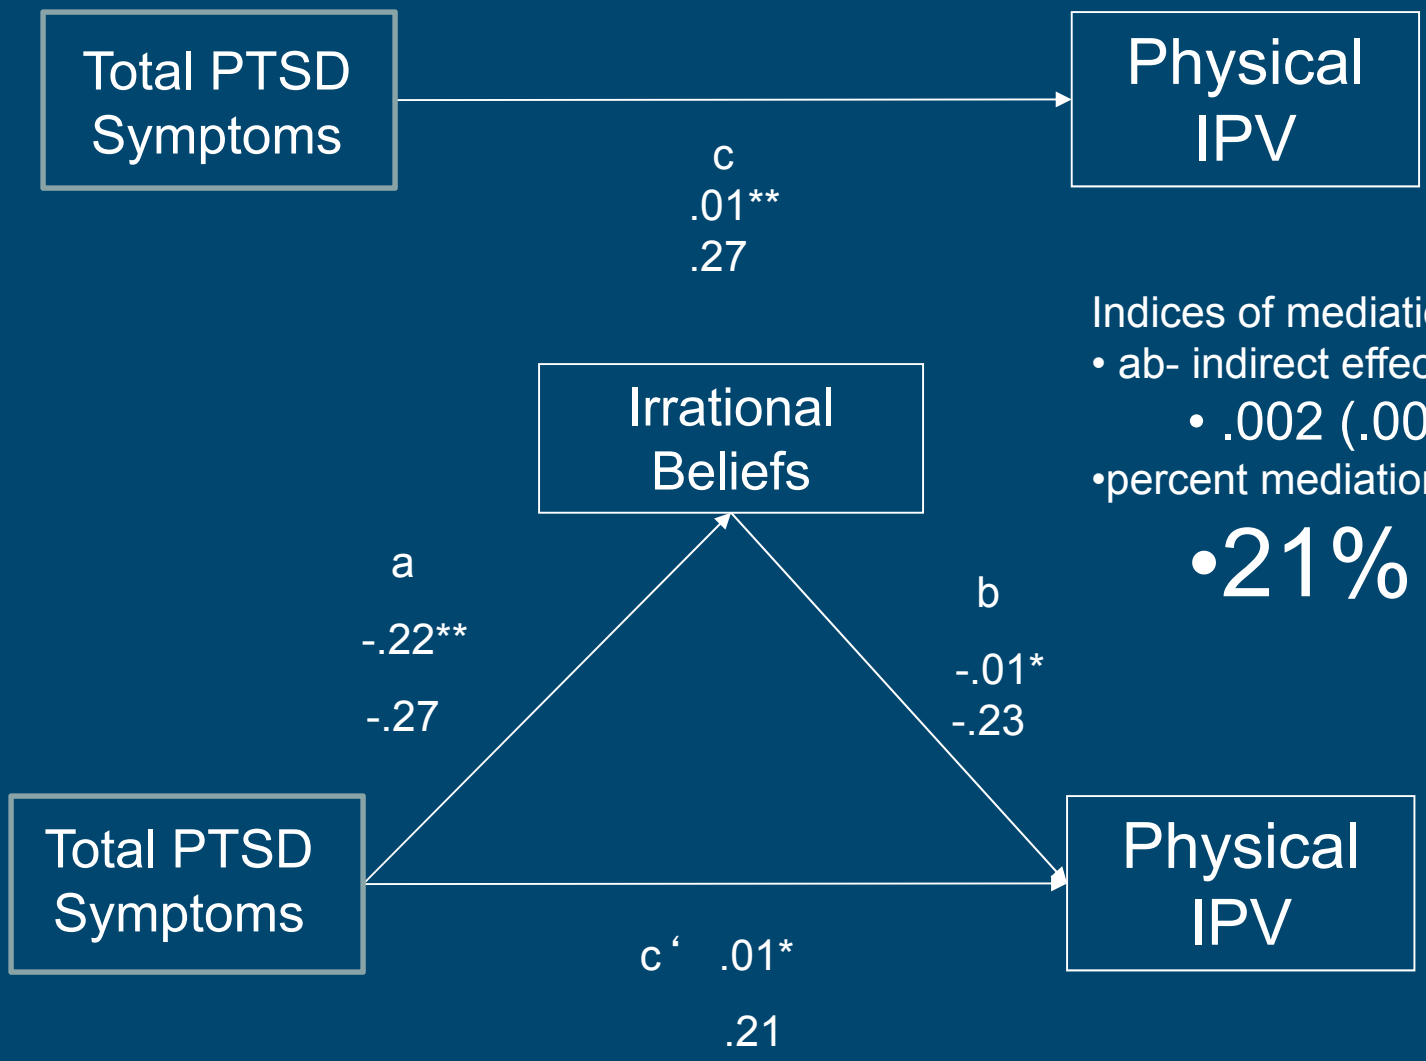 Total PTSD
Symptoms
Physical
IPV
c
.01**
.27
Indices of mediati
• ab- indirect effec
• .002 (.00
•percent mediation
•21%
Irrational
Beliefs
a
-.22**
-.27
b
-.01*
-.23
Total PTSD
Symptoms
Physical
IPV
c‘ .01*
.21